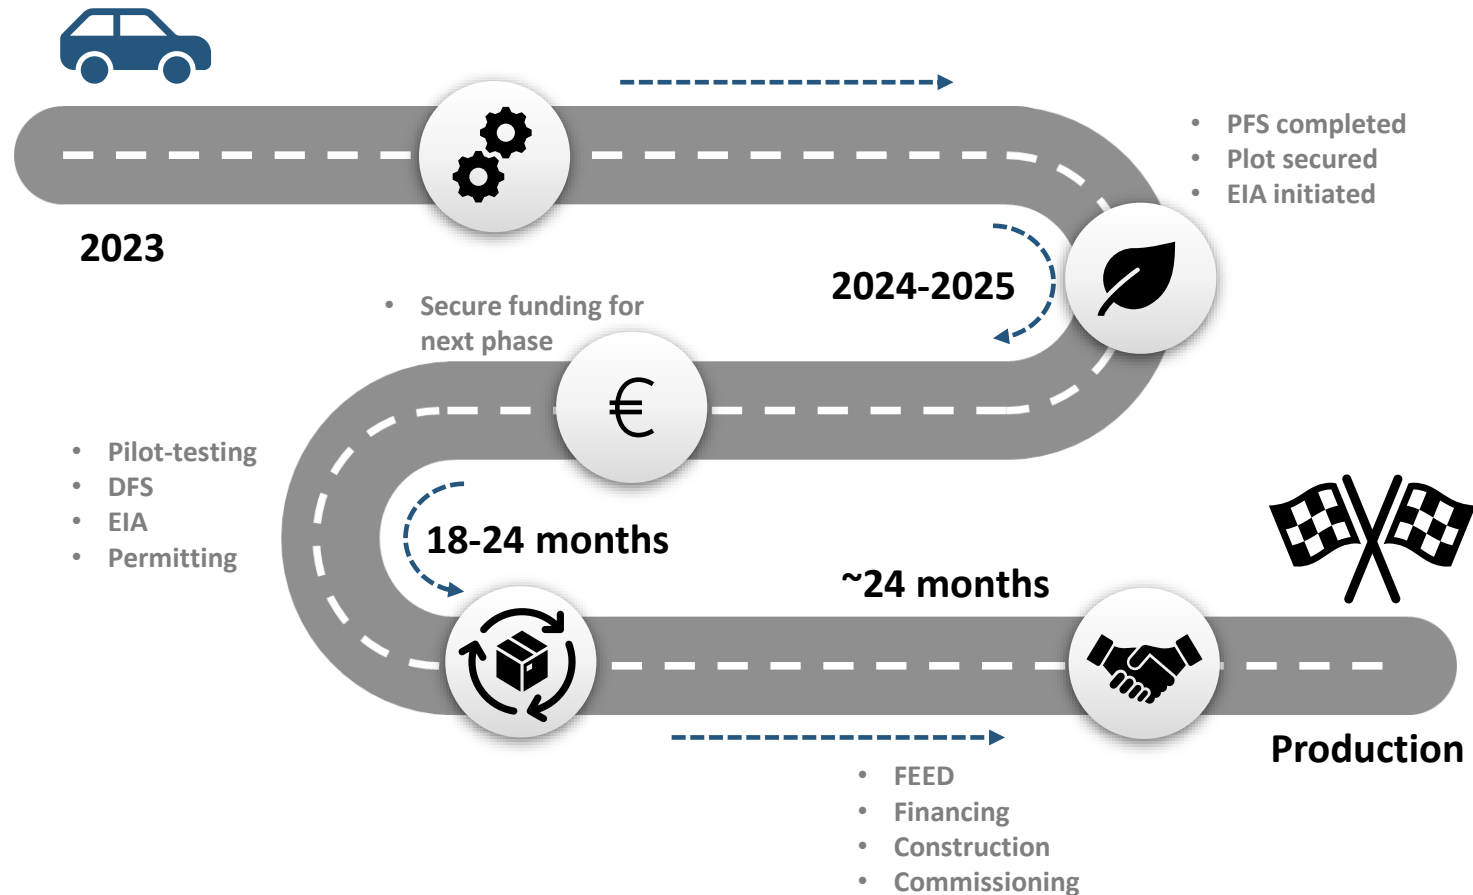 2023
• PFS completed
• Plot secured
• EIA initiated
2024-2025
• Secure funding for
next phase
€
• Pilot-testing
• DFS
• EIA
• Permitting
18-24 months
~24 months
Production
• FEED
• Financing
• Construction
• Commissioning